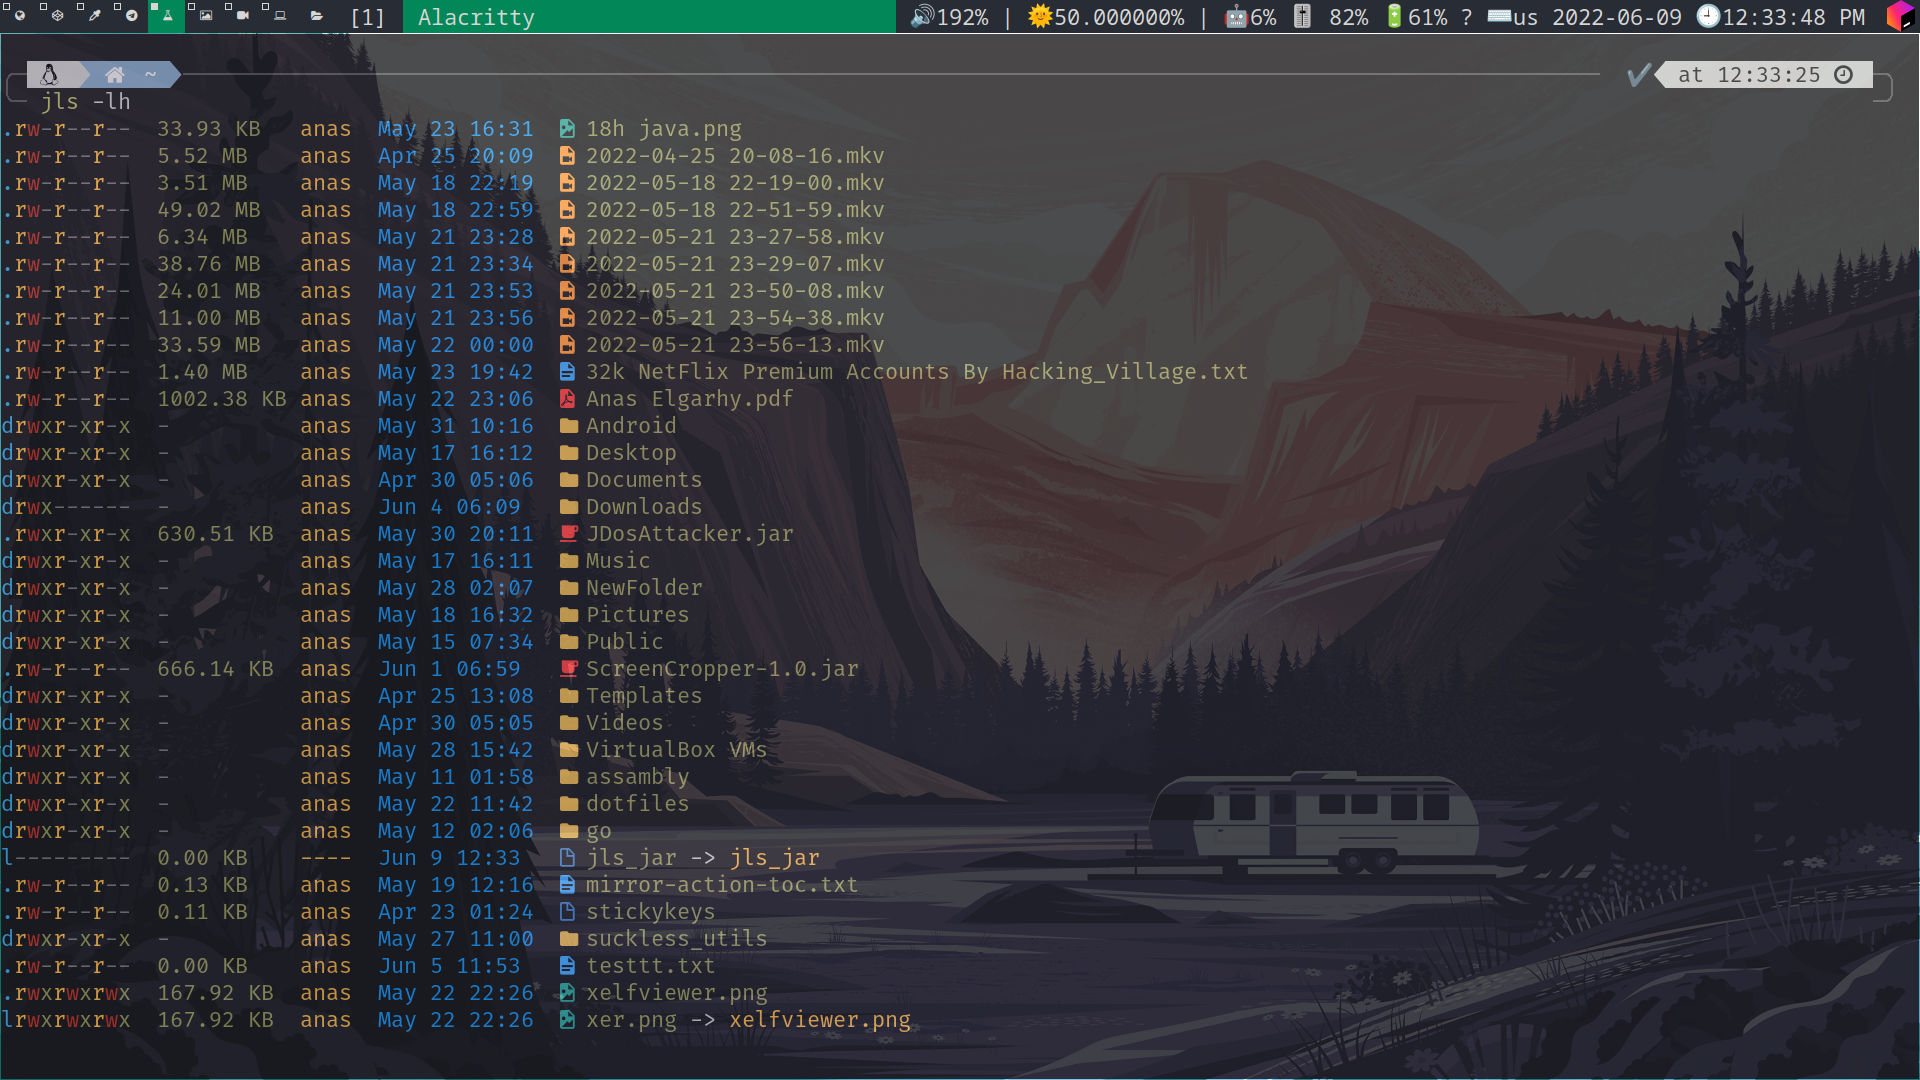 [1] Alacritty 192% | 50.000000% | 6% 82% 61% ? us 2022-06-09 12:33:48 PM
~ at 12:33:25
jls -lh
.rw-r--r-- 33.93 KB anas May 23 16:31 18h java.png
.rw-r--r-- 5.52 MB anas Apr 25 20:09 2022-04-25 20-08-16.mkv
.rw-r--r-- 3.51 MB anas May 18 22:19 2022-05-18 22-19-00.mkv
.rw-r--r-- 49.02 MB anas May 18 22:59 2022-05-18 22-51-59.mkv
.rw-r--r-- 6.34 MB anas May 21 23:28 2022-05-21 23-27-58.mkv
.rw-r--r-- 38.76 MB anas May 21 23:34 2022-05-21 23-29-07.mkv
.rw-r--r-- 24.01 MB anas May 21 23:53 2022-05-21 23-50-08.mkv
.rw-r--r-- 11.00 MB anas May 21 23:56 2022-05-21 23-54-38.mkv
.rw-r--r-- 33.59 MB anas May 22 00:00 2022-05-21 23-56-13.mkv
.rw-r--r-- 1.40 MB anas May 23 19:42 32k NetFlix Premium Accounts By Hacking_Village.txt
.rw-r--r-- 1002.38 KB anas May 22 23:06 Anas Elgarhy.pdf
drwxr-xr-x - anas May 31 10:16 Android
drwxr-xr-x - anas May 17 16:12 Desktop
drwxr-xr-x - anas Apr 30 05:06 Documents
drwx------ - anas Jun 4 06:09 Downloads
.rwxr-xr-x 630.51 KB anas May 30 20:11 JDosAttacker.jar
drwxr-xr-x - anas May 17 16:11 Music
drwxr-xr-x - anas May 28 02:07 NewFolder
drwxr-xr-x - anas May 18 16:32 Pictures
drwxr-xr-x - anas May 15 07:34 Public
.rw-r--r-- 666.14 KB anas Jun 1 06:59 ScreenCropper-1.0.jar
drwxr-xr-x - anas Apr 25 13:08 Templates
drwxr-xr-x - anas Apr 30 05:05 Videos
drwxr-xr-x - anas May 28 15:42 VirtualBox VMs
drwxr-xr-x - anas May 11 01:58 assambly
drwxr-xr-x - anas May 22 11:42 dotfiles
drwxr-xr-x - anas May 12 02:06 go
l--------- 0.00 KB ---- Jun 9 12:33 jls_jar -> jls_jar
.rw-r--r-- 0.13 KB anas May 19 12:16 mirror-action-toc.txt
.rw-r--r-- 0.11 KB anas Apr 23 01:24 stickykeys
drwxr-xr-x - anas May 27 11:00 suckless_utils
.rw-r--r-- 0.00 KB anas Jun 5 11:53 testtt.txt
.rwxrwxrwx 167.92 KB anas May 22 22:26 xelfviewer.png
lrwxrwxrwx 167.92 KB anas May 22 22:26 xer.png -> xelfviewer.png